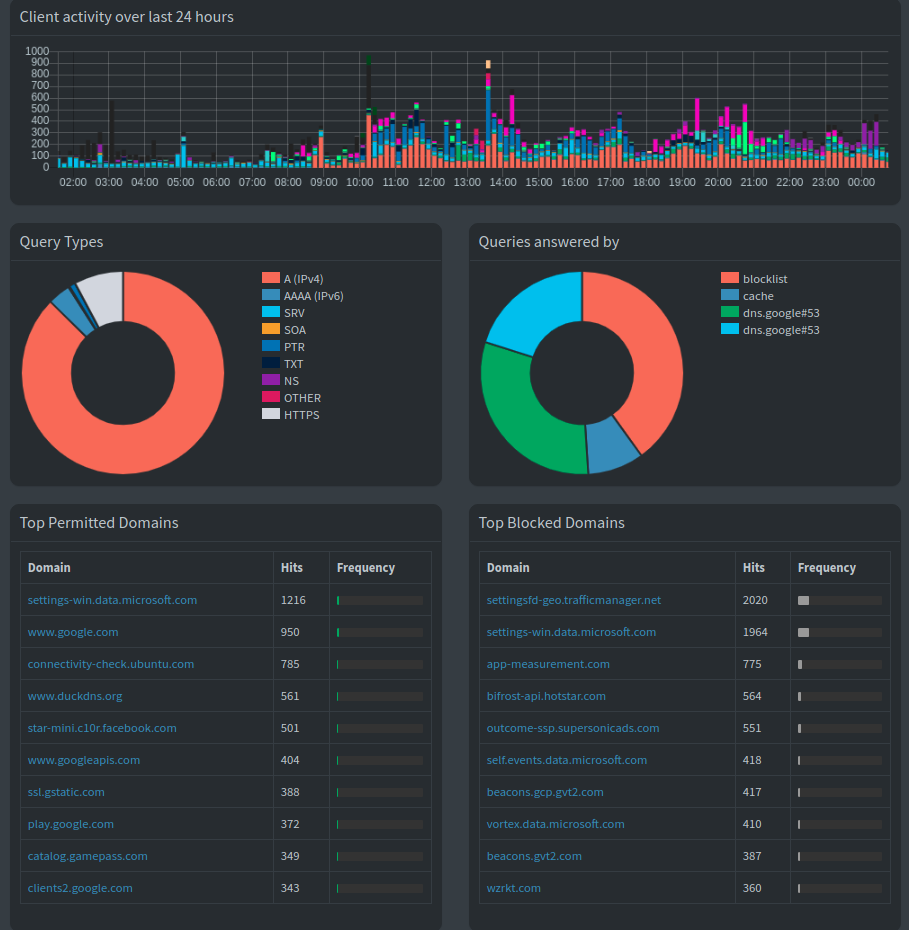 Client activity over last 24 hours
1000
900
800
700
600
500
400
300
200
100
0
02:00 03:00 04:00 05:00 06:00 07:00 08:00 09:00 10:00 11:00 12:00 13:00 14:00 15:00 16:00 17:00 18:00 19:00 20:00 21:00 22:00 23:00 00:00
Query Types
A (IPv4)
AAAA (IPv6)
SRV
SOA
PTR
TXT
NS
OTHER
HTTPS
Queries answered by
blocklist
cache
dns.google#53
dns.google#53
Top Permitted Domains
Domain Hits Frequency
settings-win.data.microsoft.com 1216
www.google.com 950
connectivity-check.ubuntu.com 785
www.duckdns.org 561
star-mini.c10r.facebook.com 501
www.googleapis.com 404
ssl.gstatic.com 388
play.google.com 372
catalog.gamepass.com 349
clients2.google.com 343
Top Blocked Domains
Domain Hits Frequency
settingsfd-geo.trafficmanager.net 2020
settings-win.data.microsoft.com 1964
app-measurement.com 775
bifrost-api.hotstar.com 564
outcome-ssp.supersonicads.com 551
self.events.data.microsoft.com 418
beacons.gcp.gvt2.com 417
vortex.data.microsoft.com 410
beacons.gvt2.com 387
wzrkt.com 360